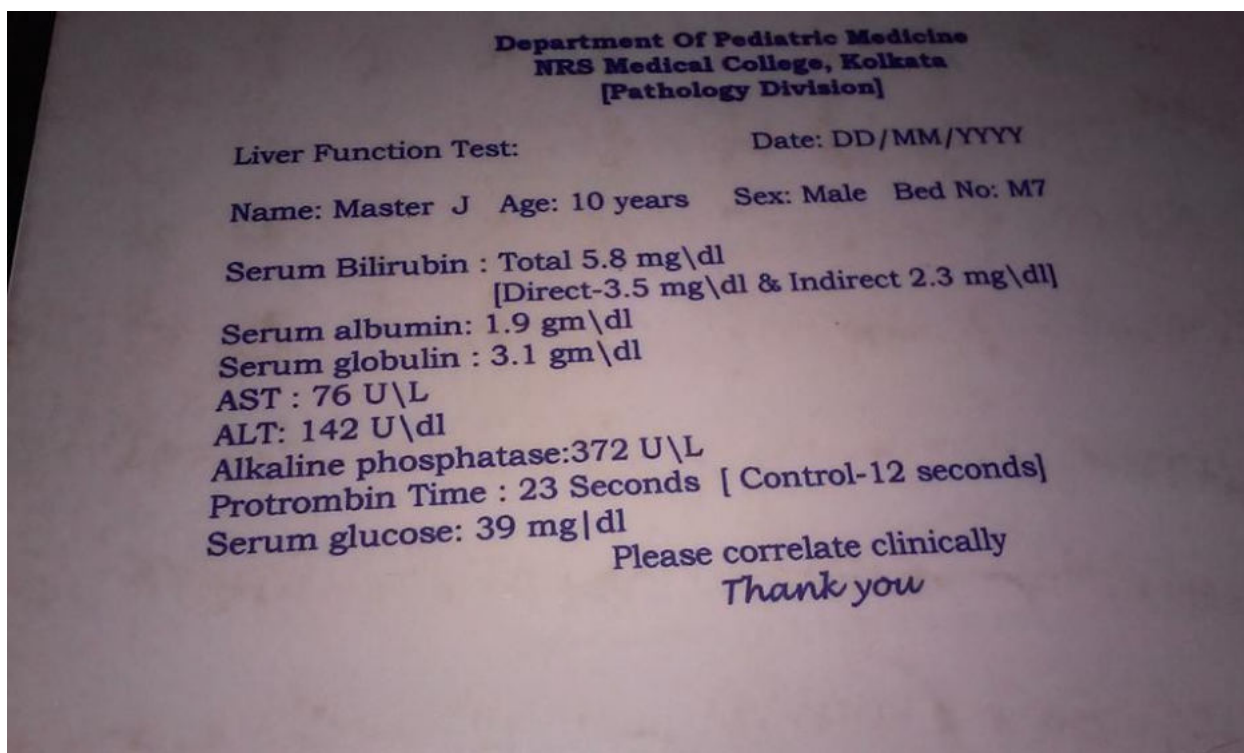 Department Of Pediatric Medicine
NRS Medical College, Kolkata
[Pathology Division]
Liver Function Test: Date: DD/MM/YYYY
Name: Master J Age: 10 years Sex: Male Bed No: M7
Serum Bilirubin : Total 5.8 mg\dl
[Direct-3.5 mg\dl & Indirect 2.3 mg\dl]
Serum albumin: 1.9 gm\dl
Serum globulin : 3.1 gm\dl
AST : 76 U\L
ALT: 142 U\dl
Alkaline phosphatase:372 U\L
Protrombin Time : 23 Seconds [ Control-12 seconds]
Serum glucose: 39 mg|dl
Please correlate clinically
Thank you